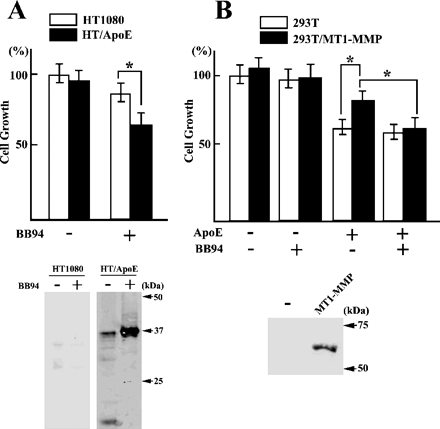 A
HT1080
HT/ApoE
(%)
100
50
Cell Growth
*
BB94
-
+
HT1080
HT/ApoE
BB94
-
+
-
+
(kDa)
50
37
25
B
293T
293T/MT1-MMP
(%)
100
50
Cell Growth
*
*
ApoE
-
-
+
+
BB94
-
+
-
+
-
MT1-MMP
(kDa)
75
50